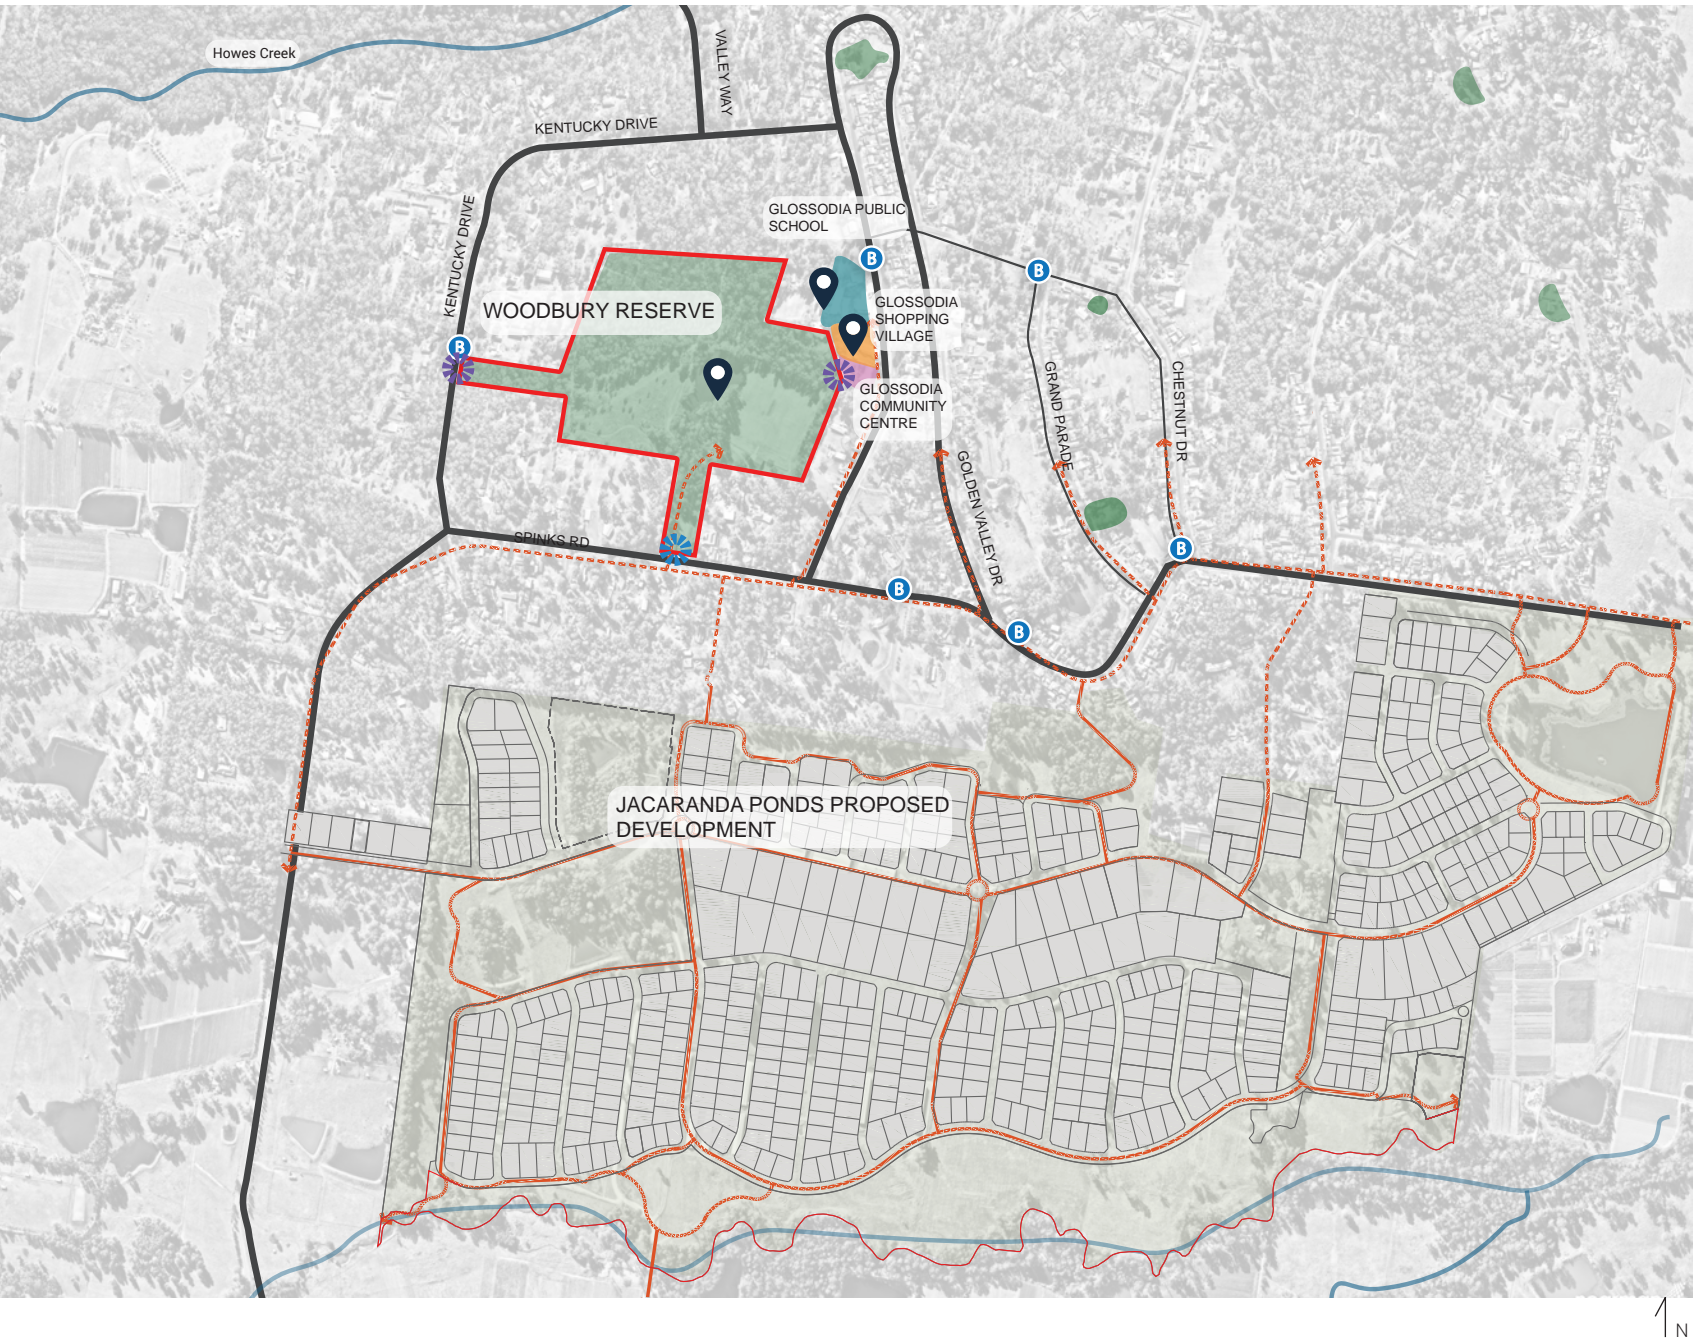 Howes Creek
VALLEY WAY
KENTUCKY DRIVE
KENTUCKY DRIVE
GLOSSODIA PUBLIC
SCHOOL
B
B
WOODBURY RESERVE
GLOSSODIA
SHOPPING
VILLAGE
B
GLOSSODIA
COMMUNITY
CENTRE
GRAND PARADE
CHESTNUT DR
GOLDEN VALLEY DR
SPINKS RD
B
B
B
JACARANDA PONDS PROPOSED
DEVELOPMENT
N